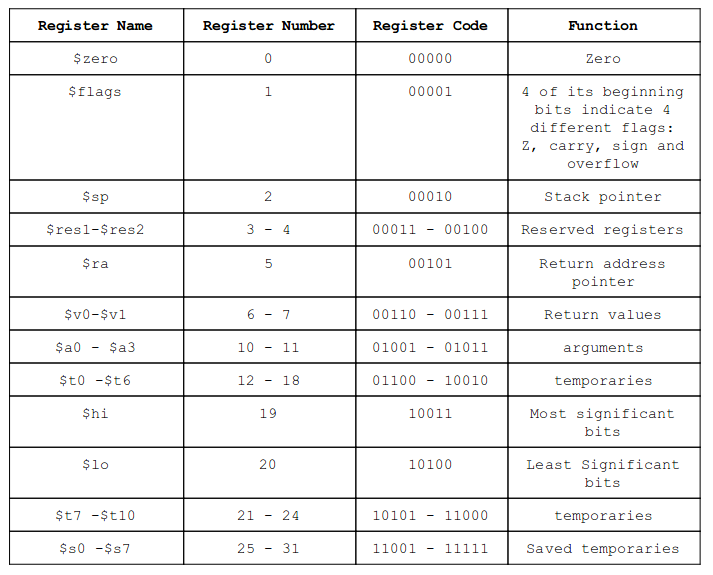 Register Name Register Number Register Code Function
$zero 0 00000 Zero
$flags 1 00001 4 of its beginning
bits indicate 4
different flags:
Z, carry, sign and
overflow
$sp 2 00010 Stack pointer
$res1-$res2 3 - 4 00011 - 00100 Reserved registers
$ra 5 00101 Return address
pointer
$v0-$v1 6 - 7 00110 - 00111 Return values
$a0 - $a3 10 - 11 01001 - 01011 arguments
$t0 -$t6 12 - 18 01100 - 10010 temporaries
$hi 19 10011 Most significant
bits
$lo 20 10100 Least Significant
bits
$t7 -$t10 21 - 24 10101 - 11000 temporaries
$s0 -$s7 25 - 31 11001 - 11111 Saved temporaries